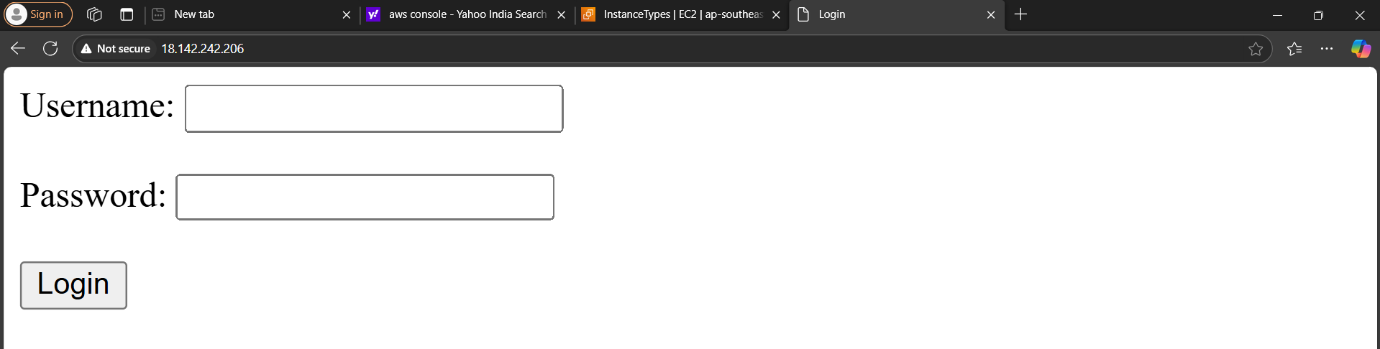 Sign in New tab aws console - Yahoo India Search InstanceTypes | EC2 | ap-southeas Login
Not secure 18.142.242.206
Username:
Password:
Login